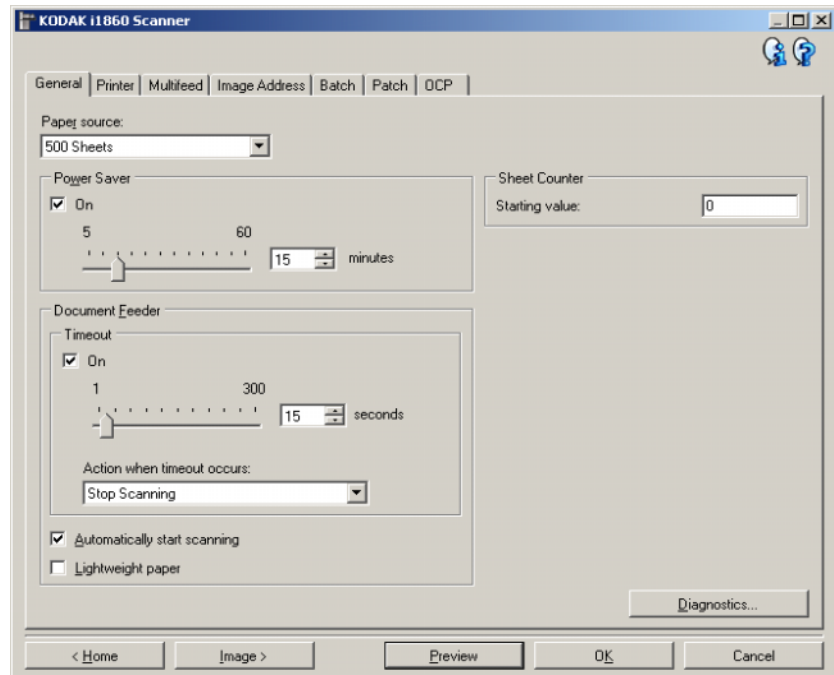 KODAK i1860 Scanner
General Printer Multifeed Image Address Batch Patch OCP
Paper source:
500 Sheets
Power Saver
On
5 60
15 minutes
Sheet Counter
Starting value: 0
Document Feeder
Timeout
On
1 300
15 seconds
Action when timeout occurs:
Stop Scanning
Automatically start scanning
Lightweight paper
Diagnostics...
< Home Image > Preview OK Cancel